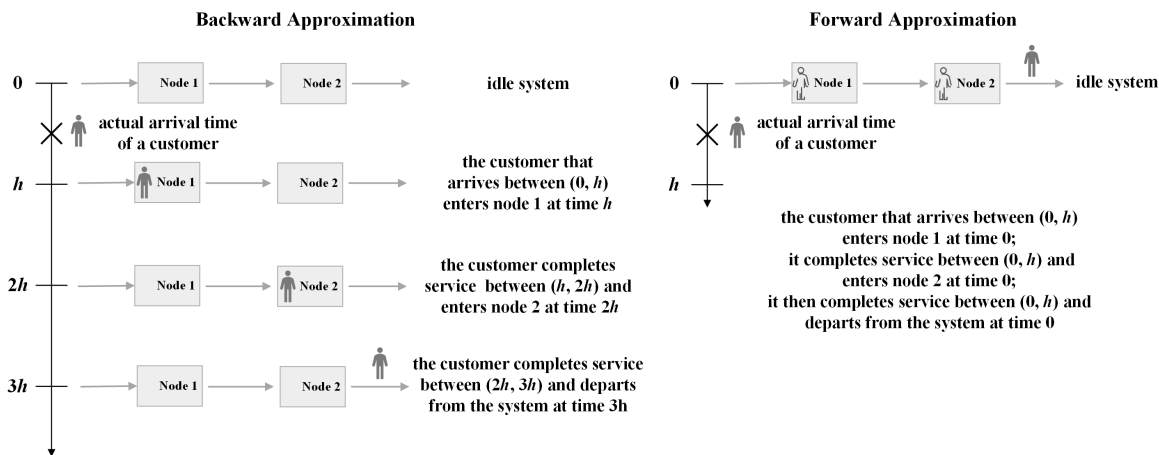 Backward Approximation
0
Node 1
Node 2
idle system
actual arrival time
of a customer
h
Node 1
Node 2
the customer that
arrives between (0, h)
enters node 1 at time h
2h
Node 1
Node 2
the customer completes
service between (h, 2h) and
enters node 2 at time 2h
3h
Node 1
Node 2
the customer completes service
between (2h, 3h) and departs
from the system at time 3h
Forward Approximation
0
Node 1
Node 2
idle system
actual arrival time
of a customer
h
the customer that arrives between (0, h)
enters node 1 at time 0;
it completes service between (0, h) and
enters node 2 at time 0;
it then completes service between (0, h) and
departs from the system at time 0